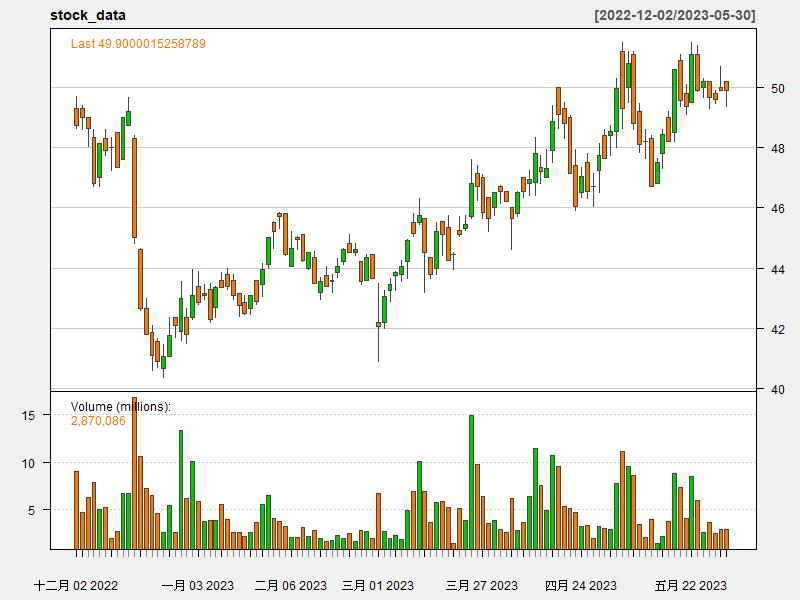 stock_data [2022-12-02/2023-05-30]
Last 49.9000015258789
50
48
46
44
42
40
Volume (millions):
2,870,086
15
10
5
十二月 02 2022 一月 03 2023 二月 06 2023 三月 01 2023 三月 27 2023 四月 24 2023 五月 22 2023